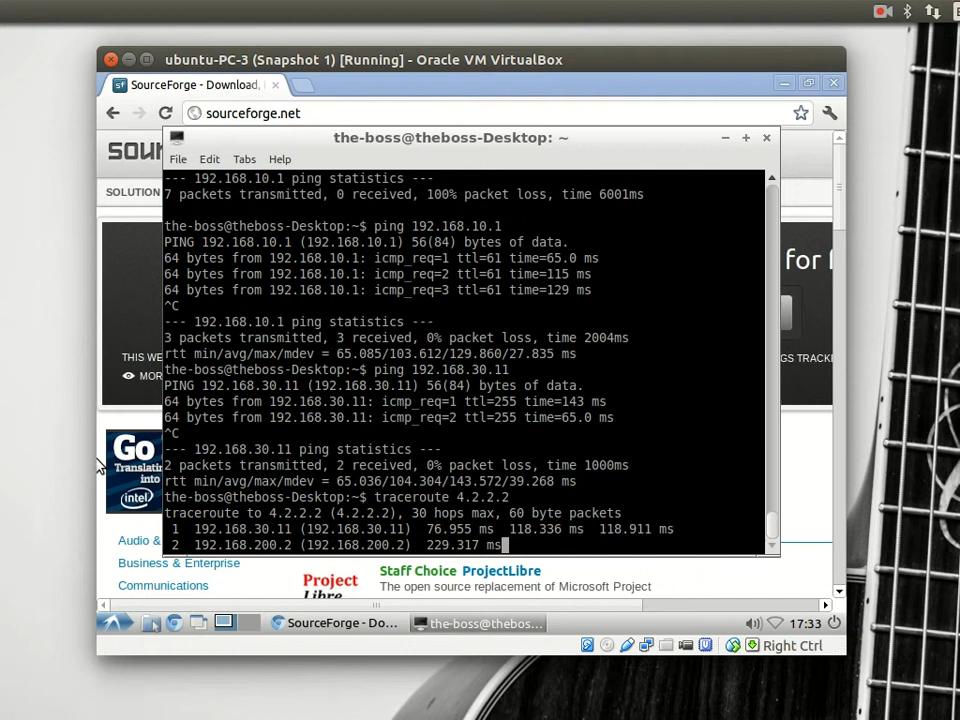 ubuntu-PC-3 (Snapshot 1) [Running] - Oracle VM VirtualBox
sf SourceForge - Download,
sourceforge.net
the-boss@theboss-Desktop: ~
File Edit Tabs Help
SOLUTION
for f
THIS WE
MOR
GS TRACK
--- 192.168.10.1 ping statistics ---
7 packets transmitted, 0 received, 100% packet loss, time 6001ms
the-boss@theboss-Desktop:~$ ping 192.168.10.1
PING 192.168.10.1 (192.168.10.1) 56(84) bytes of data.
64 bytes from 192.168.10.1: icmp_req=1 ttl=61 time=65.0 ms
64 bytes from 192.168.10.1: icmp_req=2 ttl=61 time=115 ms
64 bytes from 192.168.10.1: icmp_req=3 ttl=61 time=129 ms
^C
--- 192.168.10.1 ping statistics ---
3 packets transmitted, 3 received, 0% packet loss, time 2004ms
rtt min/avg/max/mdev = 65.085/103.612/129.860/27.835 ms
the-boss@theboss-Desktop:~$ ping 192.168.30.11
PING 192.168.30.11 (192.168.30.11) 56(84) bytes of data.
64 bytes from 192.168.30.11: icmp_req=1 ttl=255 time=143 ms
64 bytes from 192.168.30.11: icmp_req=2 ttl=255 time=65.0 ms
^C
--- 192.168.30.11 ping statistics ---
2 packets transmitted, 2 received, 0% packet loss, time 1000ms
rtt min/avg/max/mdev = 65.036/104.304/143.572/39.268 ms
the-boss@theboss-Desktop:~$ traceroute 4.2.2.2
traceroute to 4.2.2.2 (4.2.2.2), 30 hops max, 60 byte packets
1 192.168.30.11 (192.168.30.11) 76.955 ms 118.336 ms 118.911 ms
2 192.168.200.2 (192.168.200.2) 229.317 ms
Go
Translatin
into
intel
Audio &
Business & Enterprise
Communications
Project
Libre
Staff Choice ProjectLibre
The open source replacement of Microsoft Project
SourceForge - Do...
the-boss@thebos...
17:33
Right Ctrl